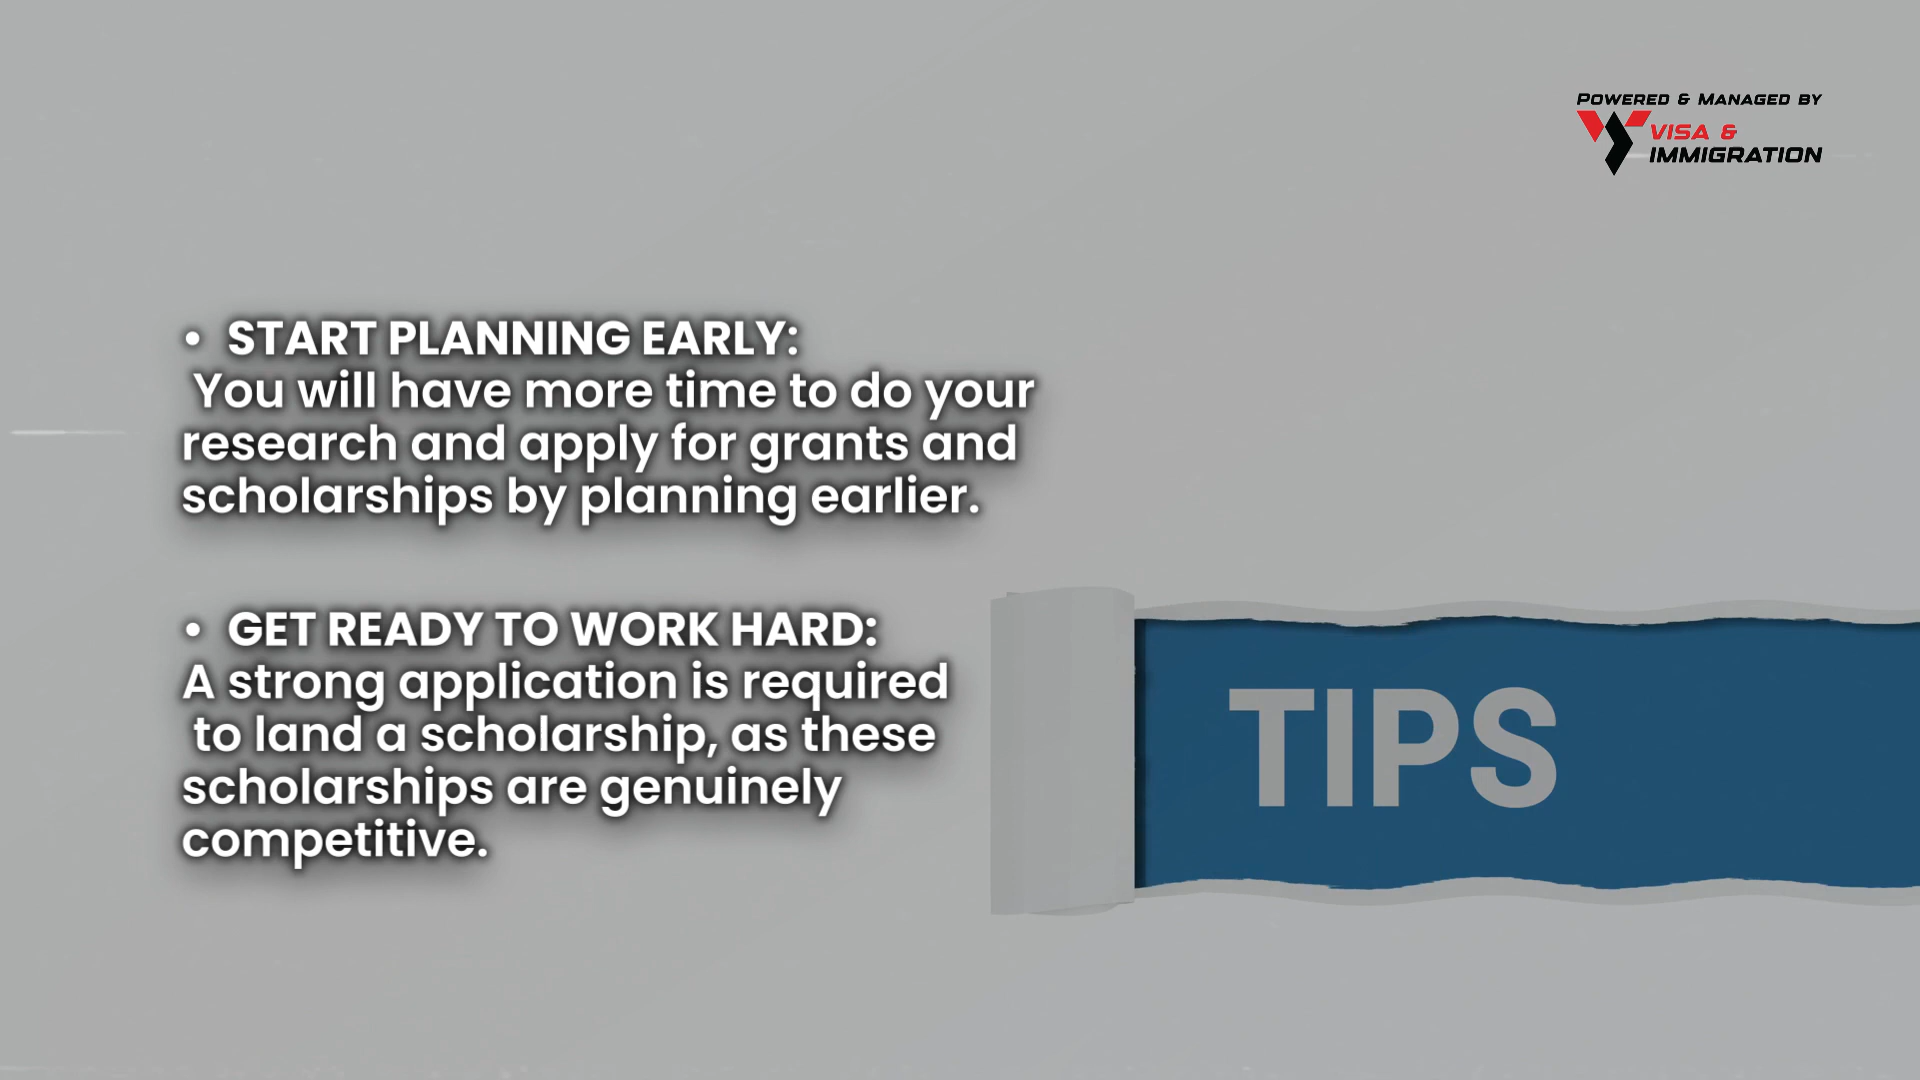 POWERED & MANAGED BY
VISA &
IMMIGRATION
• START PLANNING EARLY:
You will have more time to do your
research and apply for grants and
scholarships by planning earlier.
• GET READY TO WORK HARD:
A strong application is required
to land a scholarship, as these
scholarships are genuinely
competitive.
TIPS